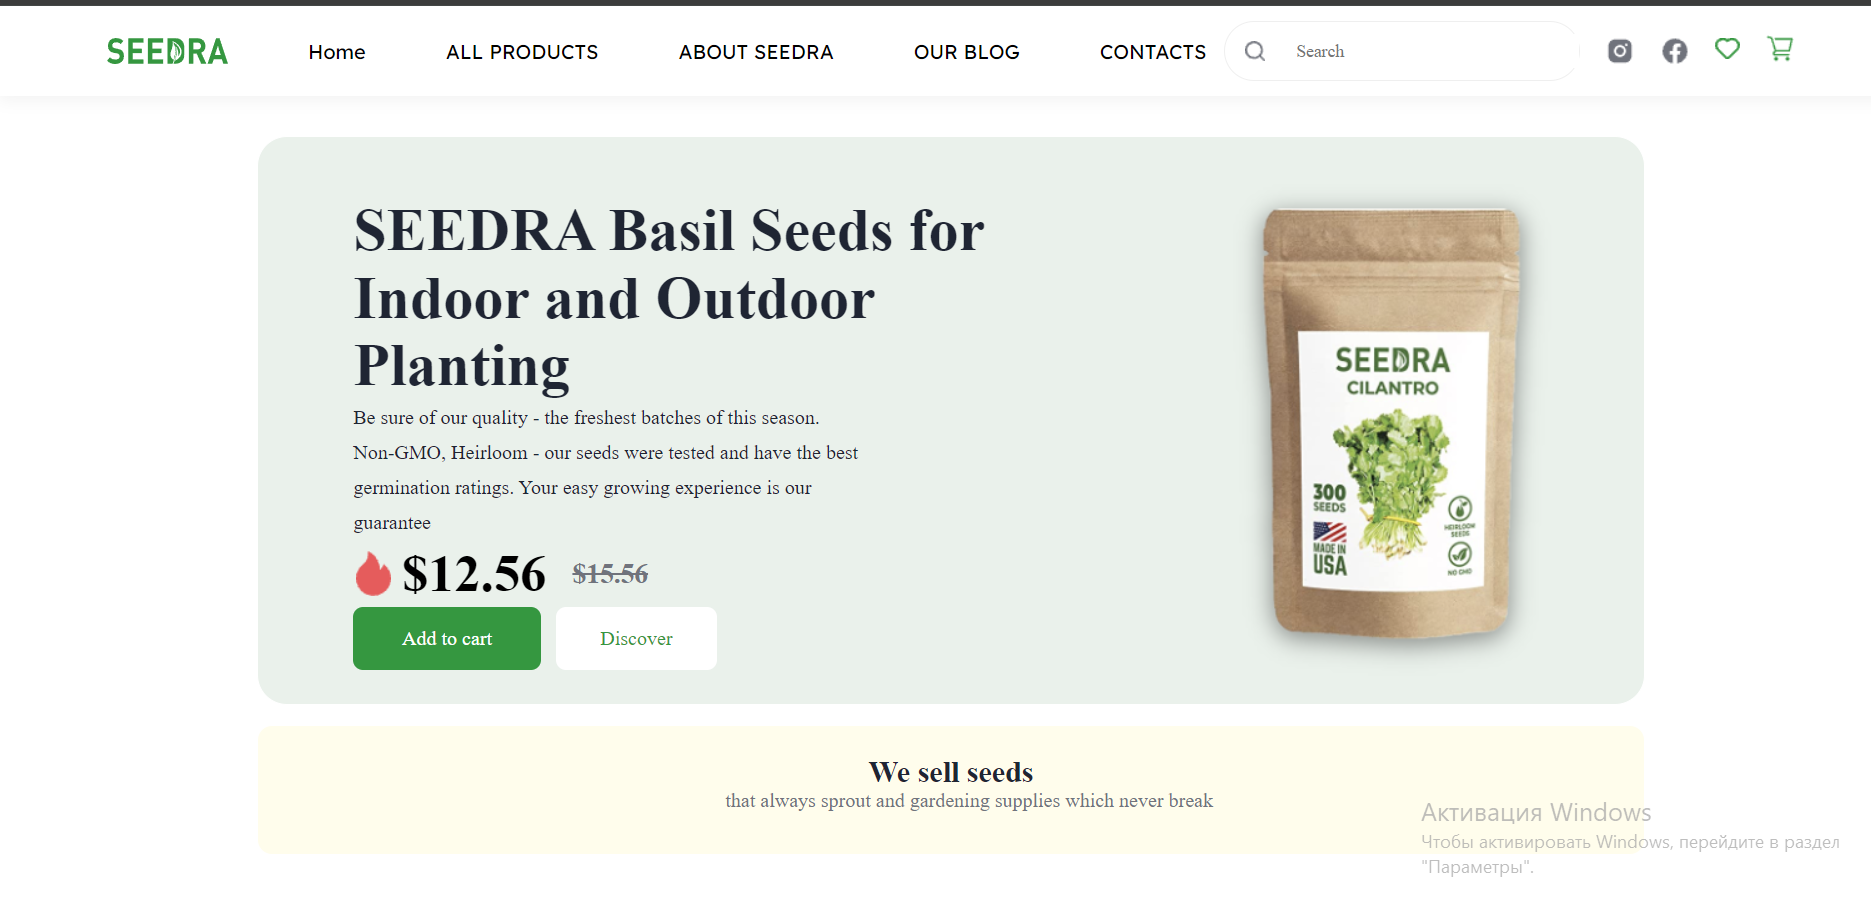 SEEDRA
Home
ALL PRODUCTS
ABOUT SEEDRA
OUR BLOG
CONTACTS
Search
SEEDRA Basil Seeds for
Indoor and Outdoor
Planting
Be sure of our quality - the freshest batches of this season.
Non-GMO, Heirloom - our seeds were tested and have the best
germination ratings. Your easy growing experience is our
guarantee
$12.56 $15.56
Add to cart
Discover
SEEDRA
CILANTRO
300
SEEDS
HEIRLOOM
SEEDS
MADE IN
USA
NO GMO
We sell seeds
that always sprout and gardening supplies which never break
Активация Windows
Чтобы активировать Windows, перейдите в раздел
"Параметры".